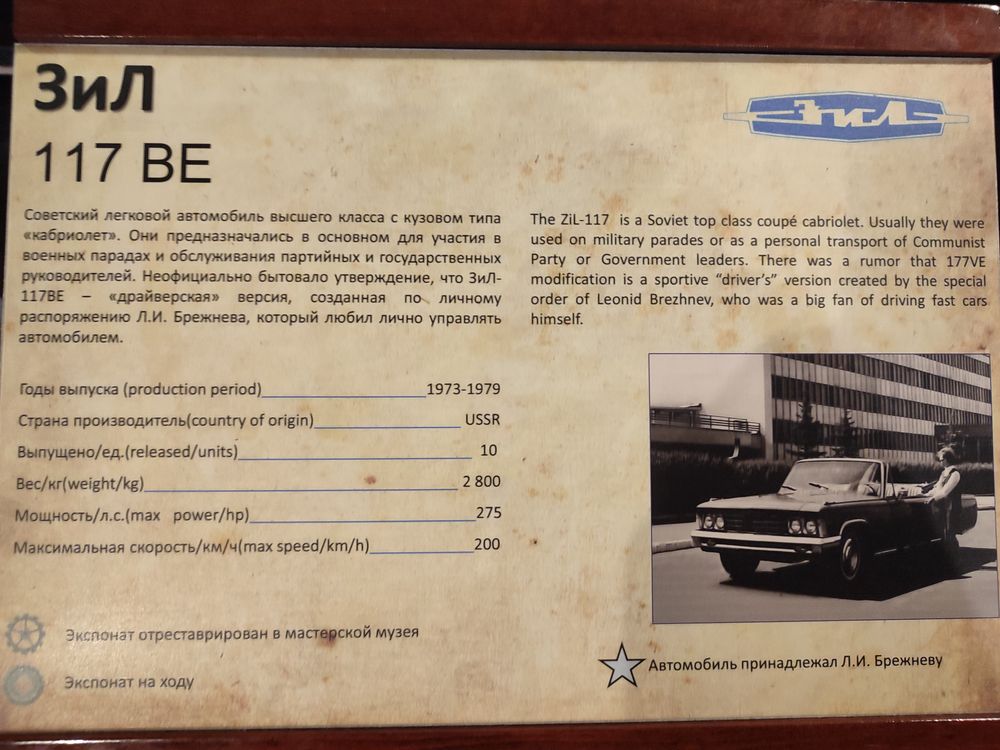 ЗиЛ
117 ВЕ
ЗиЛ
Советский легковой автомобиль высшего класса с кузовом типа
«кабриолет». Они предназначались в основном для участия в
военных парадах и обслуживания партийных и государственных
руководителей. Неофициально бытовало утверждение, что ЗиЛ-
117ВЕ – «драйверская» версия, созданная по личному
распоряжению Л.И. Брежнева, который любил лично управлять
автомобилем.
The ZiL-117 is a Soviet top class coupé cabriolet. Usually they were
used on military parades or as a personal transport of Communist
Party or Government leaders. There was a rumor that 177VE
modification is a sportive “driver’s” version created by the special
order of Leonid Brezhnev, who was a big fan of driving fast cars
himself.
Годы выпуска (production period) 1973-1979
Страна производитель(country of origin) USSR
Выпущено/ед.(released/units) 10
Вес/кг(weight/kg) 2 800
Мощность/л.с.(max power/hp) 275
Максимальная скорость/км/ч(max speed/km/h) 200
Экспонат отреставрирован в мастерской музея
Экспонат на ходу
Автомобиль принадлежал Л.И. Брежневу